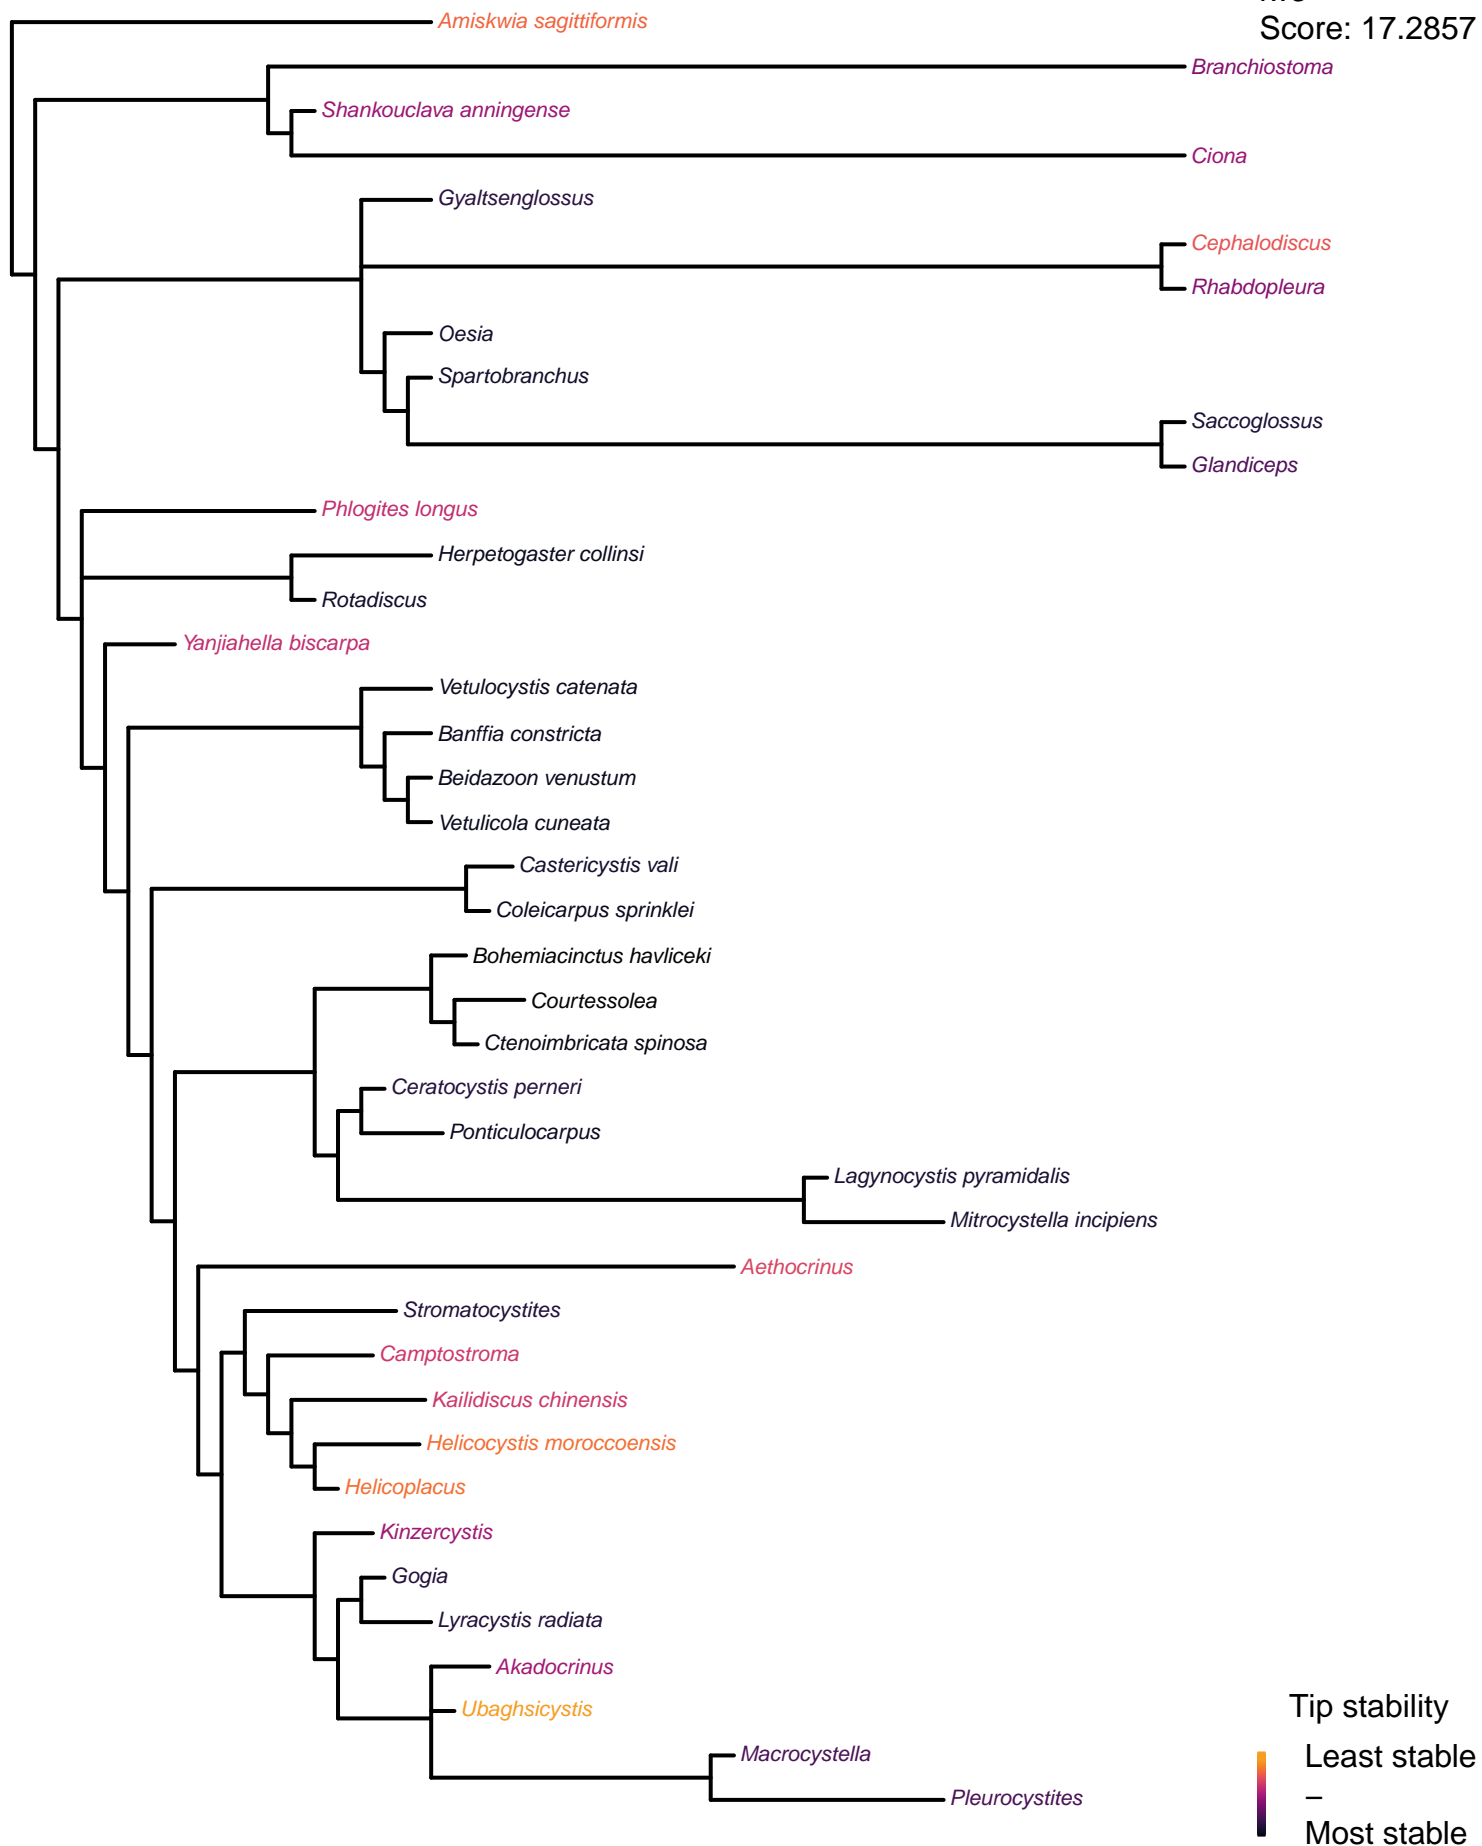 Amiskwia sagittiformis
Score: 17.2857
Branchiostoma
Shankouclava anningense
Ciona
Gyaltsenglossus
Cephalodiscus
Rhabdopleura
Oesia
Spartobranchus
Saccoglossus
Glandiceps
Phlogites longus
Herpetogaster collinsi
Rotadiscus
Yanjiahella biscarpa
Vetulocystis catenata
Banffia constricta
Beidazoon venustum
Vetulicola cuneata
Castericystis vali
Coleicarpus sprinklei
Bohemiacinctus havliceki
Courtessolea
Ctenoimbricata spinosa
Ceratocystis perneri
Ponticulocarpus
Lagynocystis pyramidalis
Mitrocystella incipiens
Aethocrinus
Stromatocystites
Camptostroma
Kailidiscus chinensis
Helicocystis moroccoensis
Helicoplacus
Kinzercystis
Gogia
Lyracystis radiata
Akadocrinus
Ubaghsicystis
Macrocystella
Pleurocystites
Tip stability
Least stable
–
Most stable